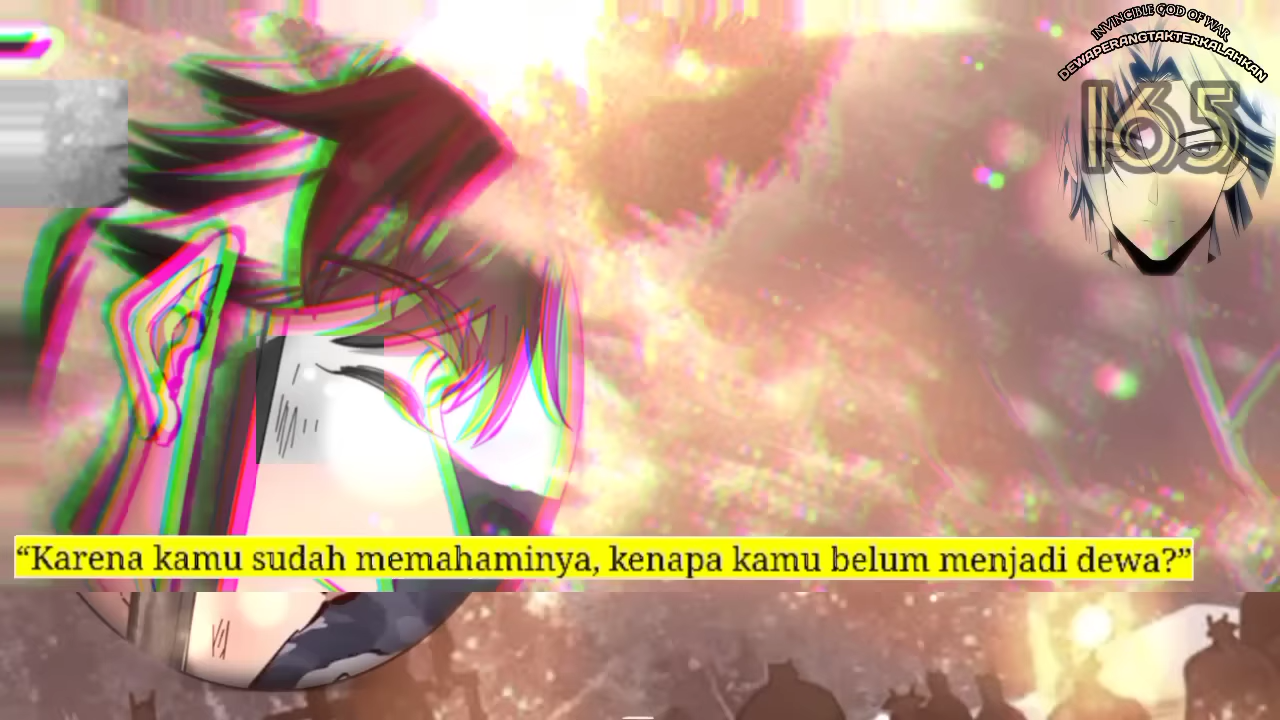 INVINCIBLE GOD OF WAR
DEWAPERANGTAKTERKALAHKAN
165
“Karena kamu sudah memahaminya, kenapa kamu belum menjadi dewa?”